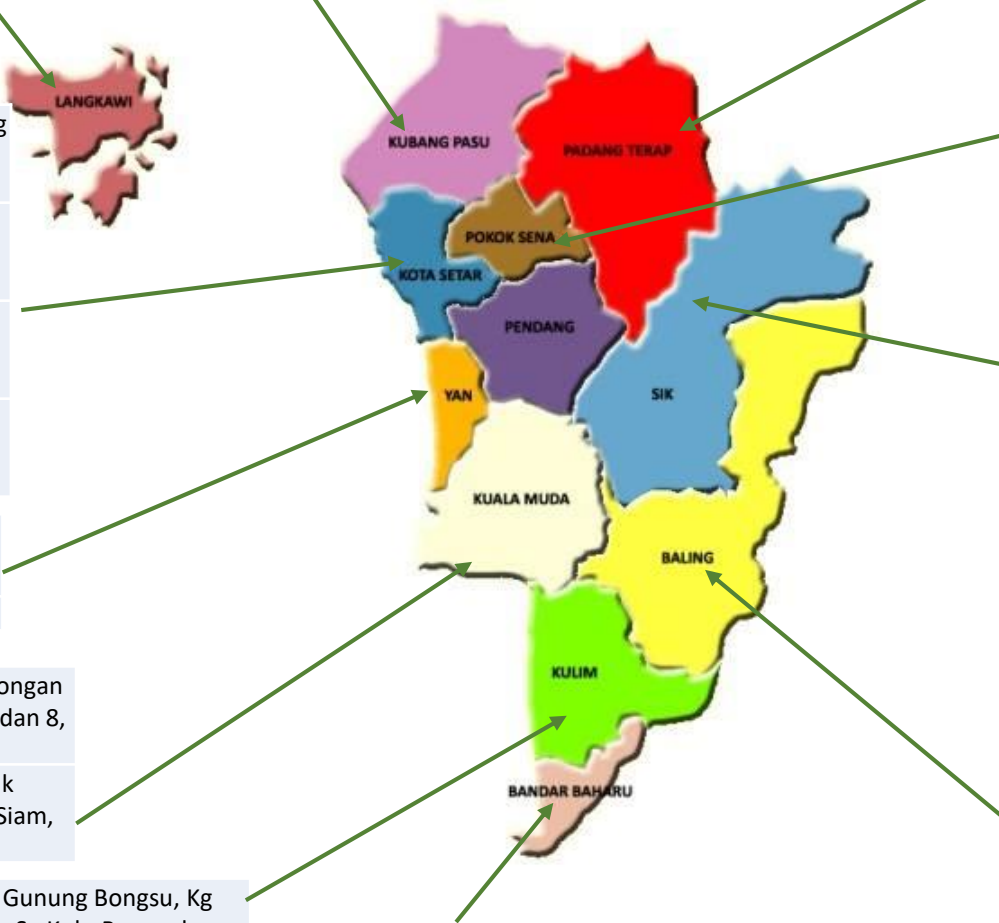 LANGKAWI
KUBANG PASU
PADANG TERAP
POKOK SENA
KOTA SETAR
PENDANG
YAN
SIK
KUALA MUDA
BALING
KULIM
BANDAR BAHARU
g
ongan
dan 8,
k
Siam,
Gunung Bongsu, Kg